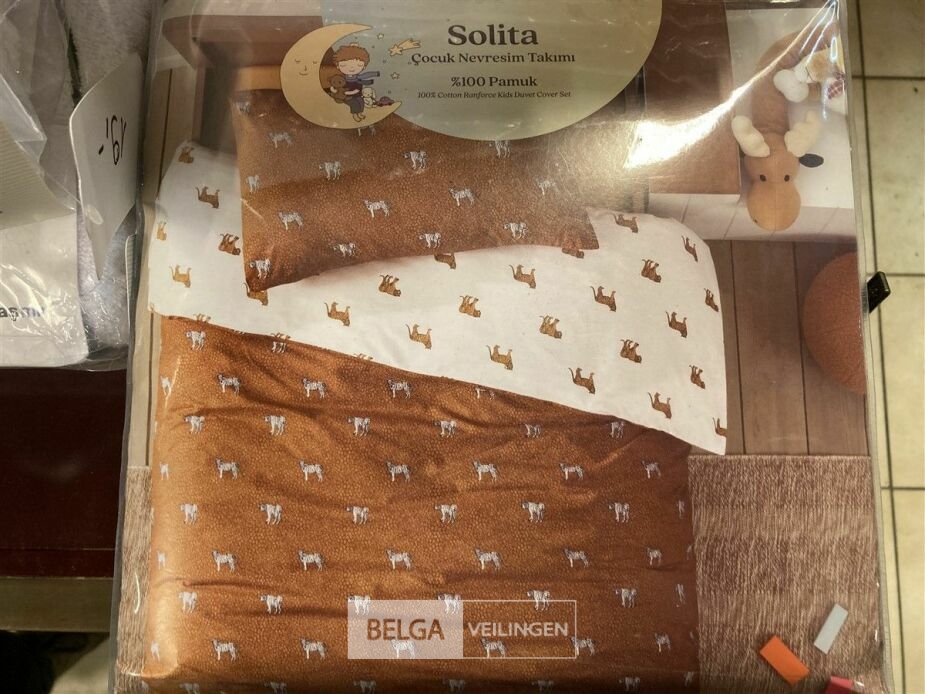 Solita
Çocuk Nevresim Takımı
%100 Pamuk
100% Cotton Ranforce Kids Duvet Cover Set
BELGA VEILINGEN